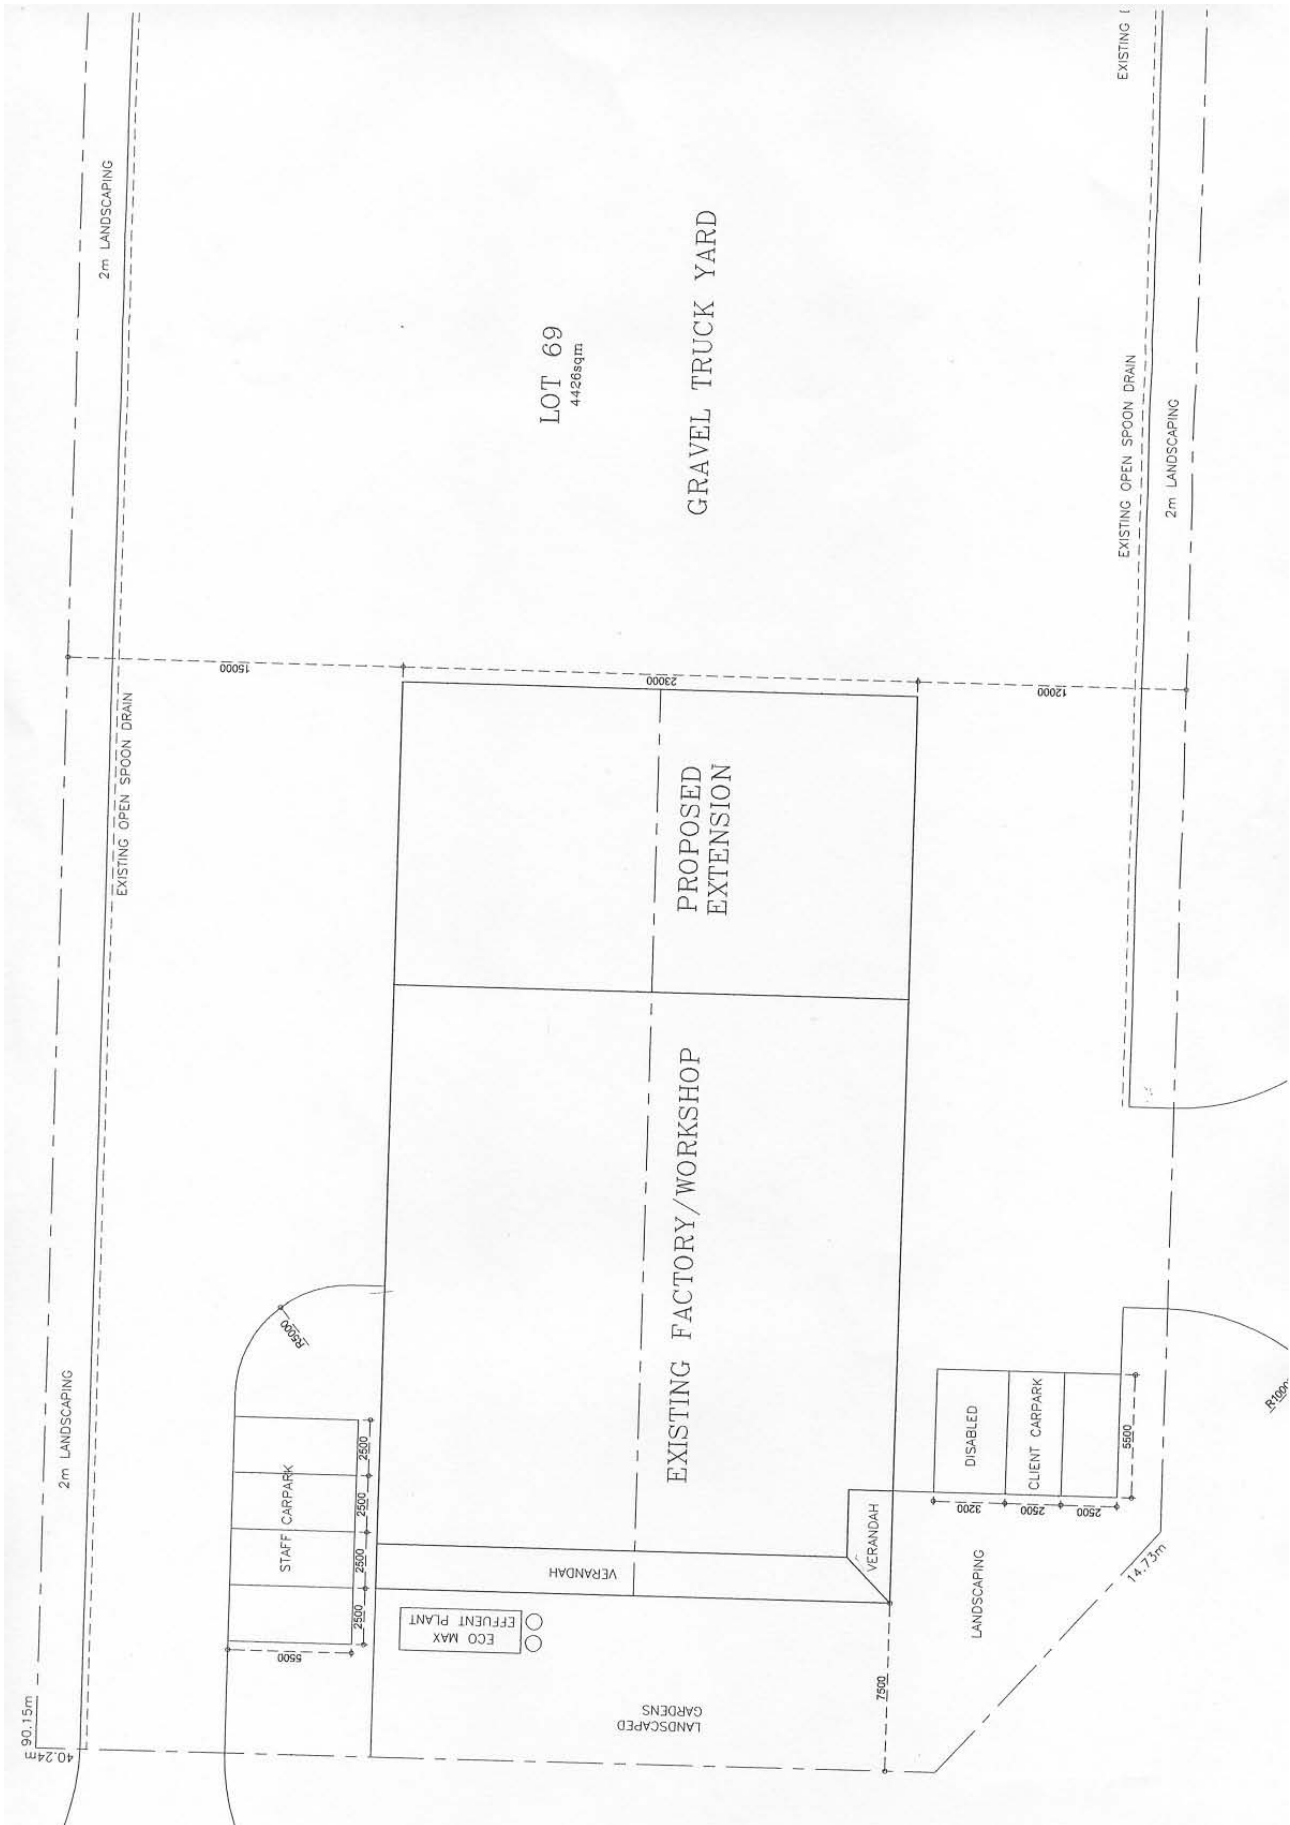 EXISTING
2m LANDSCAPING
LOT 69
4426sqm
GRAVEL TRUCK YARD
EXISTING OPEN SPOON DRAIN
2m LANDSCAPING
15000
23000
12000
EXISTING OPEN SPOON DRAIN
PROPOSED
EXTENSION
EXISTING FACTORY/WORKSHOP
R5000
2m LANDSCAPING
STAFF CARPARK
2500
2500
2500
2500
5500
DISABLED
CLIENT CARPARK
5500
3200
2500
2500
VERANDAH
VERANDAH
ECO MAX
EFFUENT PLANT
LANDSCAPING
14.73m
7500
LANDSCAPED
GARDENS
90.15m
40.24m